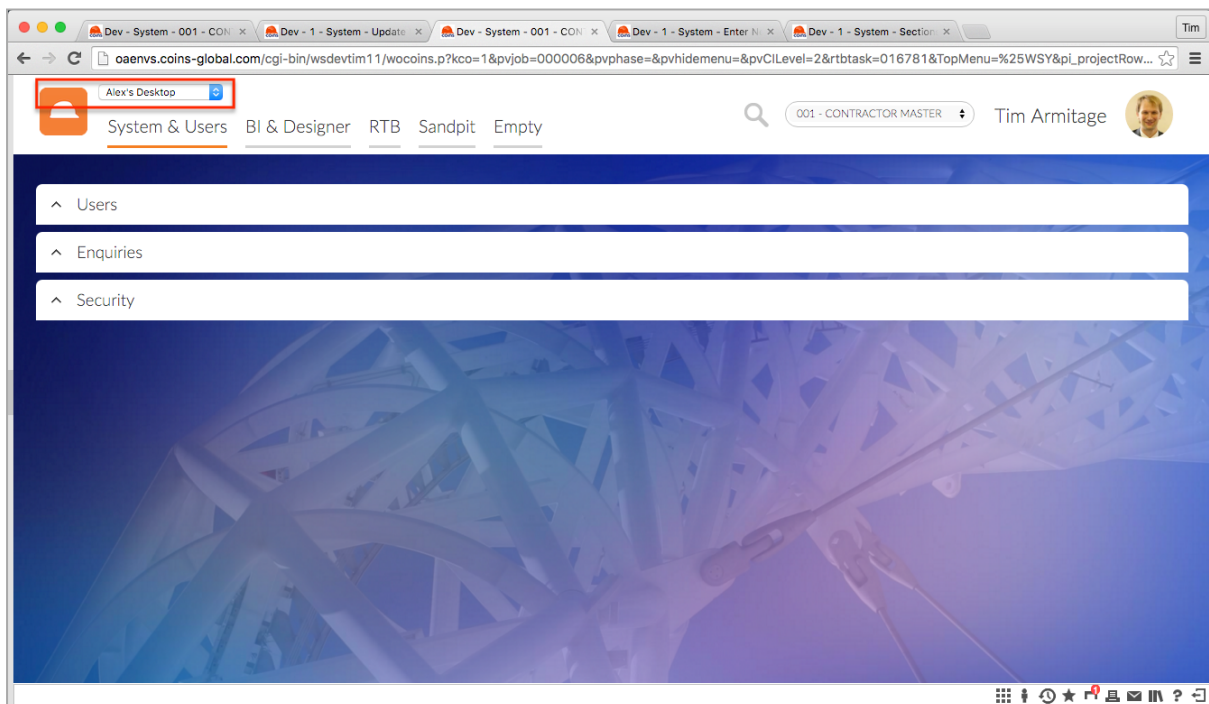 Dev - System - 001 - CON
Dev - 1 - System - Update
Dev - System - 001 - CON
Dev - 1 - System - Enter N
Dev - 1 - System - Section
Tim
oaenvs.coins-global.com/cgi-bin/wsdevtim11/wocoins.p?kco=1&pvjob=000006&pvphase=&pvhidemenu=&pvCILevel=2&rtbtask=016781&TopMenu=%25WSY&pi_projectRow...
Alex's Desktop
System & Users BI & Designer RTB Sandpit Empty
001 - CONTRACTOR MASTER
Tim Armitage
Users
Enquiries
Security
1
?